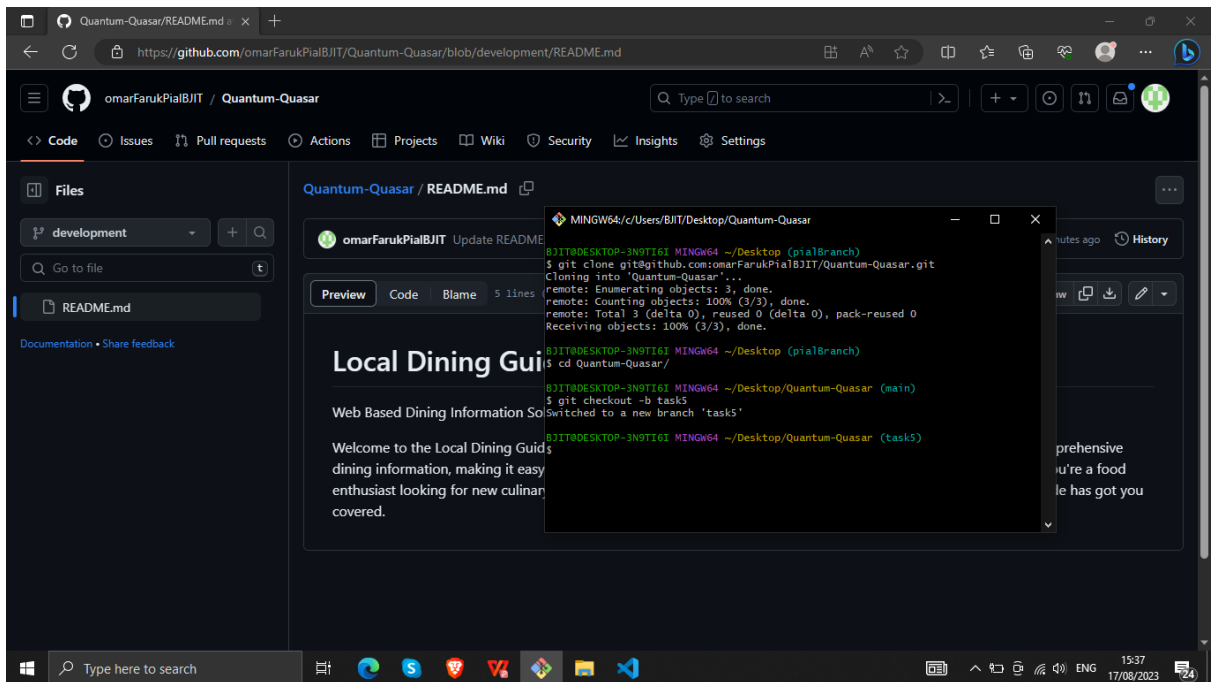 Quantum-Quasar/README.md a
https://github.com/omarFarukPialBJIT/Quantum-Quasar/blob/development/README.md
omarFarukPialBJIT / Quantum-Quasar
Type / to search
Code Issues Pull requests Actions Projects Wiki Security Insights Settings
Files
development
Go to file t
README.md
Documentation • Share feedback
Quantum-Quasar / README.md
omarFarukPialBJIT Update README
nutes ago History
Preview Code Blame 5 lines (
Local Dining Gui
Web Based Dining Information So
Welcome to the Local Dining Guid prehensive
dining information, making it easy u're a food
enthusiast looking for new culinary le has got you
covered.
MINGW64:/c/Users/BJIT/Desktop/Quantum-Quasar
BJIT@DESKTOP-3N9TI6I MINGW64 ~/Desktop (pialBranch)
$ git clone git@github.com:omarFarukPialBJIT/Quantum-Quasar.git
Cloning into 'Quantum-Quasar'...
remote: Enumerating objects: 3, done.
remote: Counting objects: 100% (3/3), done.
remote: Total 3 (delta 0), reused 0 (delta 0), pack-reused 0
Receiving objects: 100% (3/3), done.
BJIT@DESKTOP-3N9TI6I MINGW64 ~/Desktop (pialBranch)
$ cd Quantum-Quasar/
BJIT@DESKTOP-3N9TI6I MINGW64 ~/Desktop/Quantum-Quasar (main)
$ git checkout -b task5
Switched to a new branch 'task5'
BJIT@DESKTOP-3N9TI6I MINGW64 ~/Desktop/Quantum-Quasar (task5)
$
Type here to search
ENG
15:37
17/08/2023
24